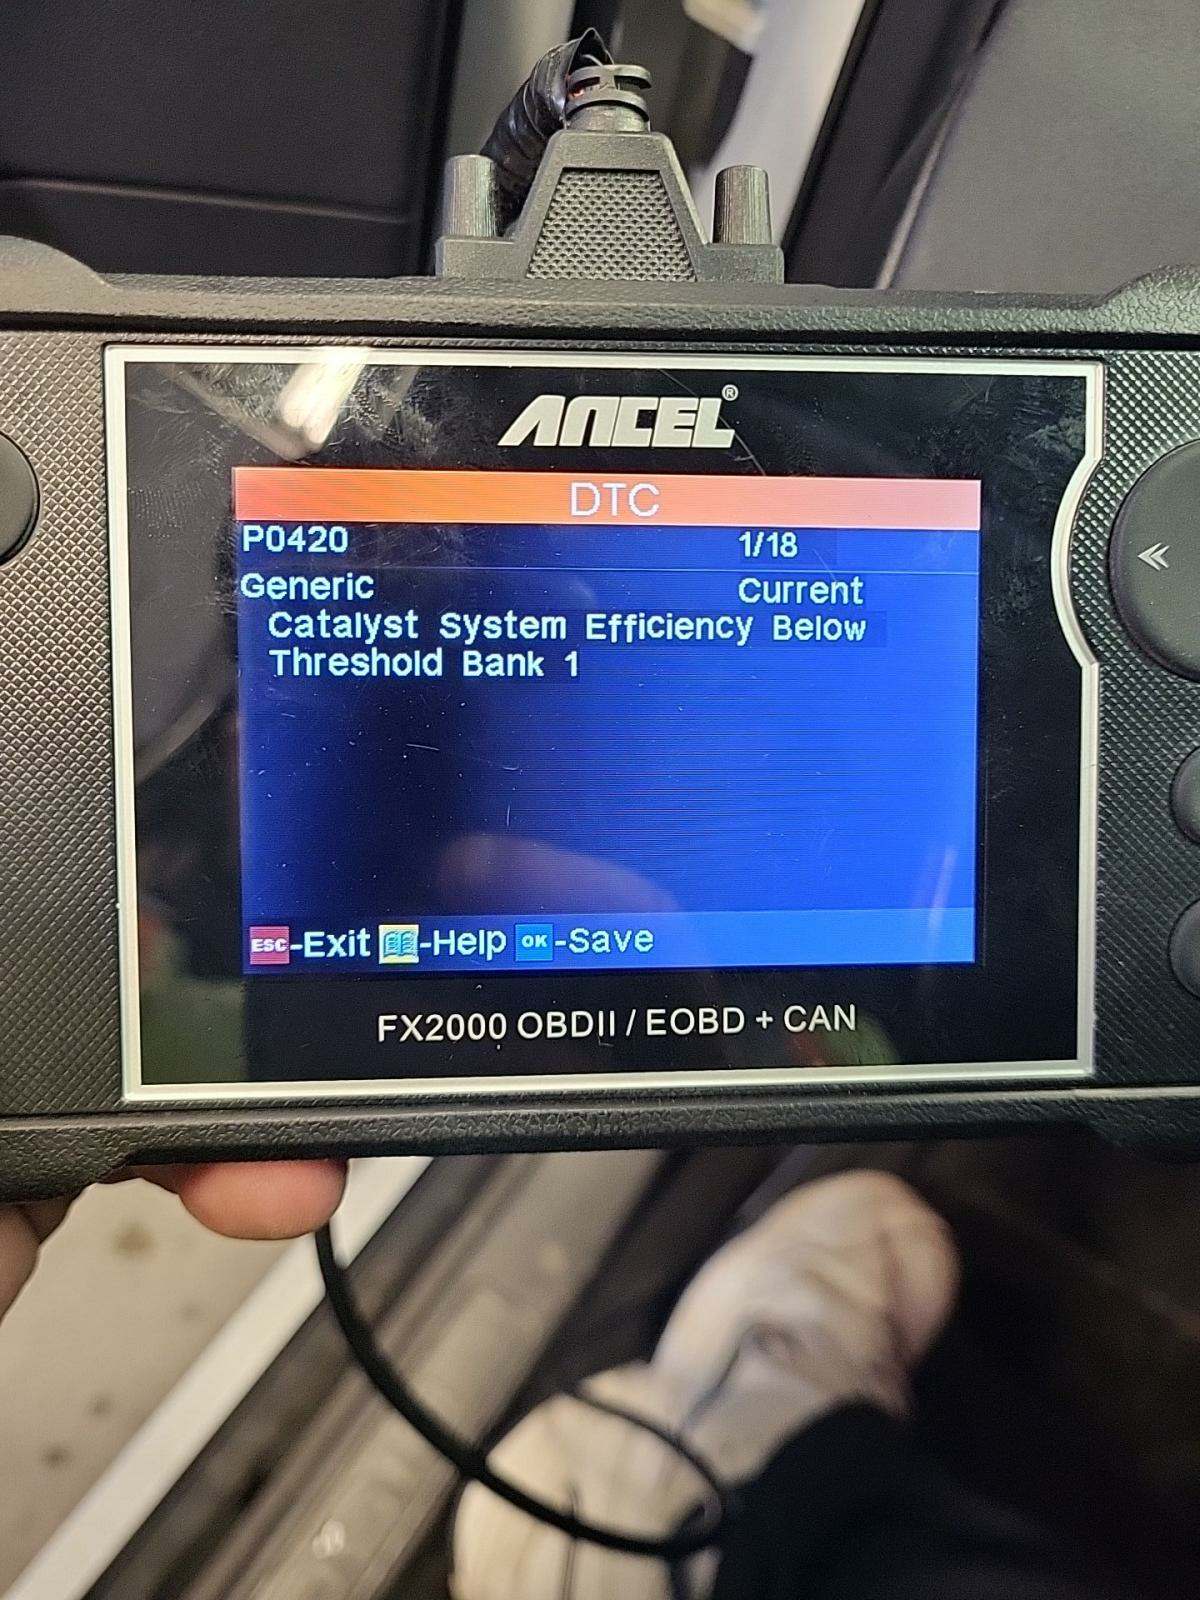 ANCEL®
DTC
P0420 1/18
Generic Current
Catalyst System Efficiency Below
Threshold Bank 1
ESC-Exit -Help OK-Save
FX2000 OBDII / EOBD + CAN